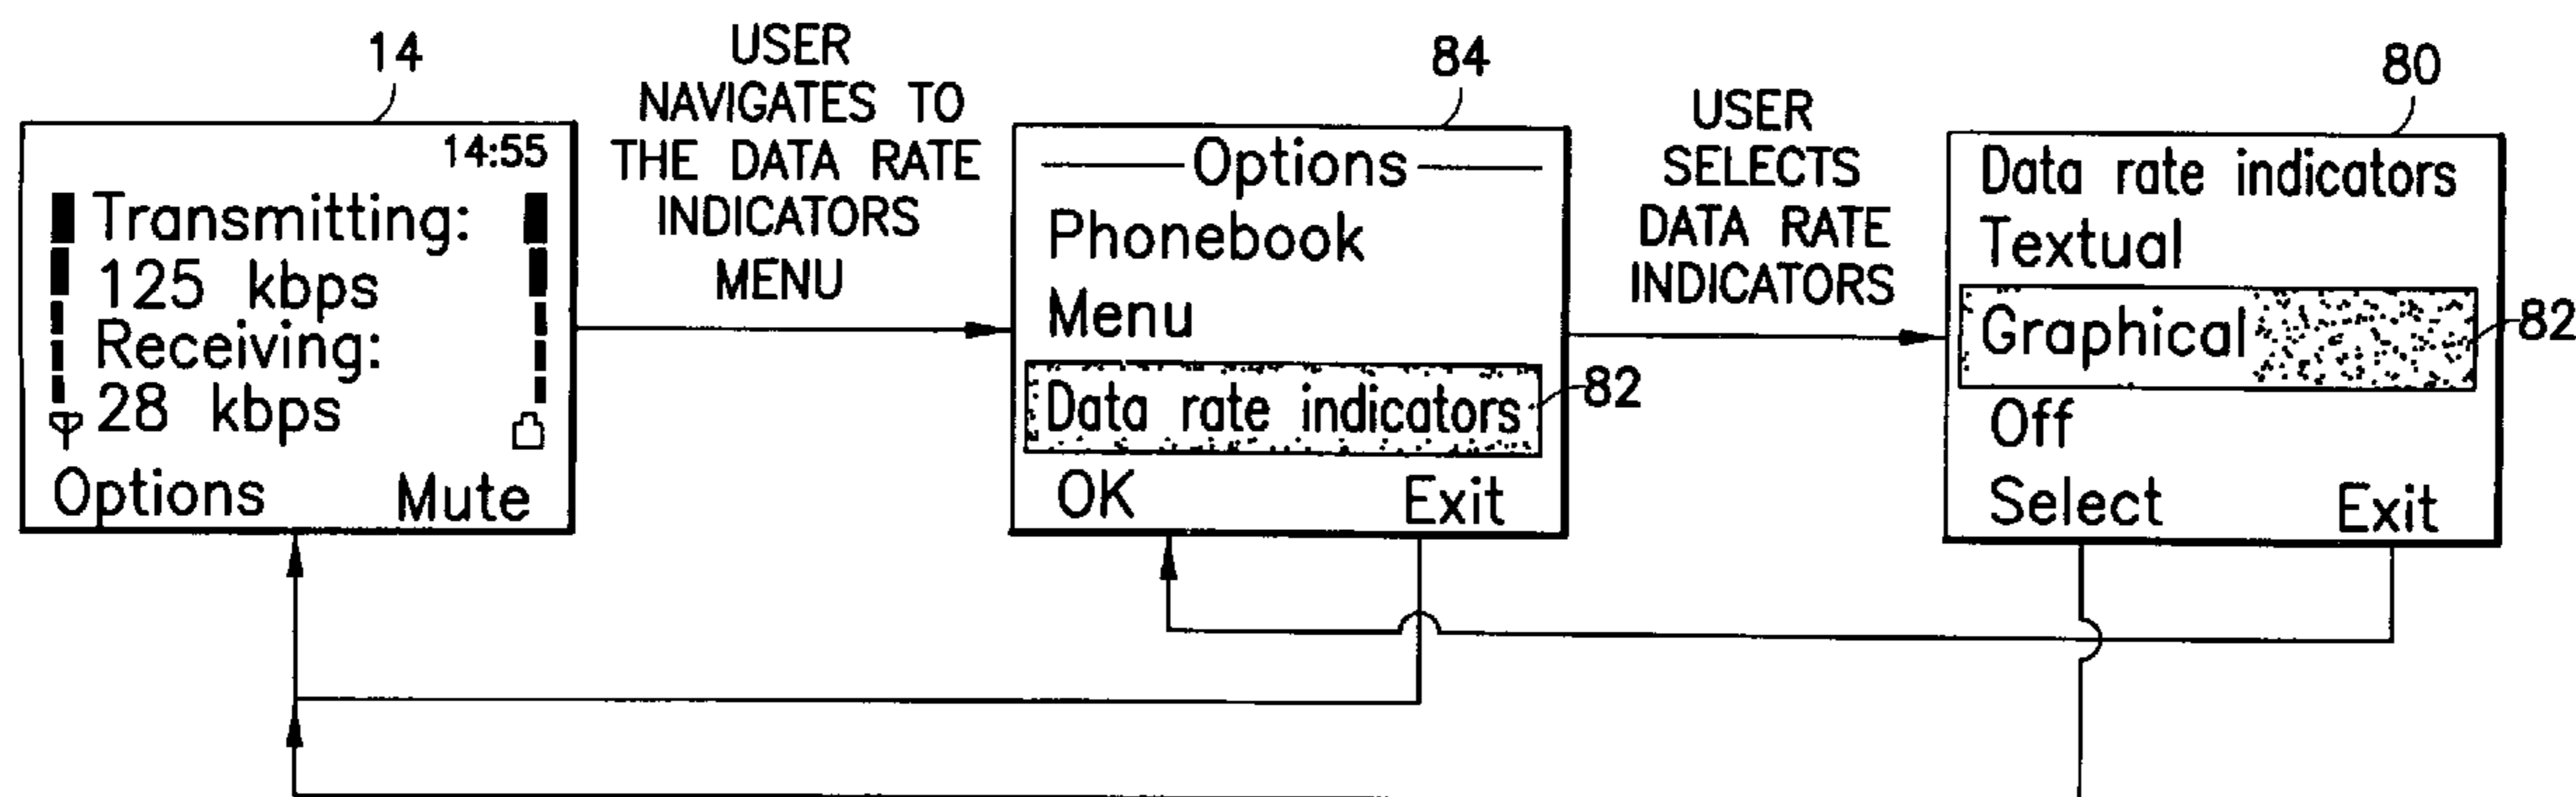 14
14:55
Transmitting:
125 kbps
Receiving:
28 kbps
Options Mute
USER
NAVIGATES TO
THE DATA RATE
INDICATORS
MENU
84
Options
Phonebook
Menu
Data rate indicators
82
OK Exit
USER
SELECTS
DATA RATE
INDICATORS
80
Data rate indicators
Textual
Graphical
82
Off
Select Exit